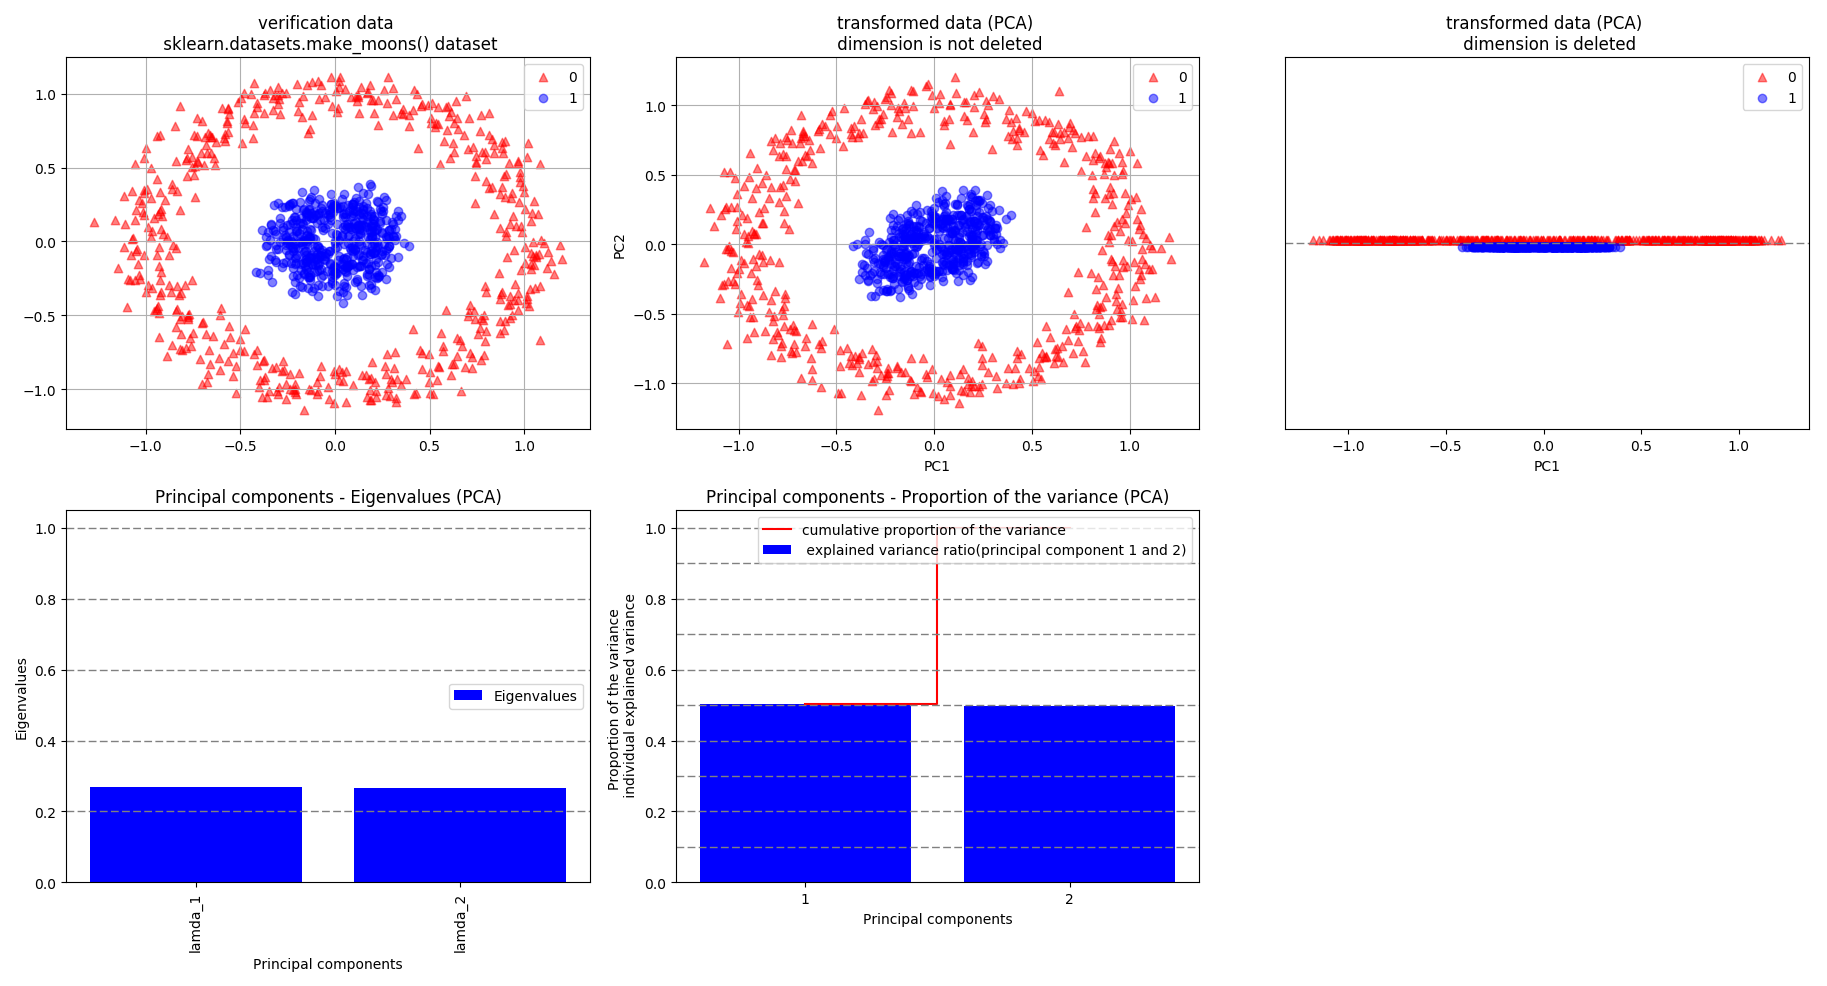 verification data
sklearn.datasets.make_moons() dataset
0
1
1.0
0.5
0.0
−0.5
−1.0
−1.0
−0.5
0.0
0.5
1.0
transformed data (PCA)
dimension is not deleted
0
1
PC2
1.0
0.5
0.0
−0.5
−1.0
−1.0
−0.5
0.0
0.5
1.0
PC1
transformed data (PCA)
dimension is deleted
0
1
−1.0
−0.5
0.0
0.5
1.0
PC1
Principal components - Eigenvalues (PCA)
Eigenvalues
1.0
0.8
0.6
0.4
0.2
0.0
Eigenvalues
lamda_1
lamda_2
Principal components
Principal components - Proportion of the variance (PCA)
cumulative proportion of the variance
explained variance ratio(principal component 1 and 2)
Proportion of the variance
individual explained variance
1.0
0.8
0.6
0.4
0.2
0.0
1
2
Principal components